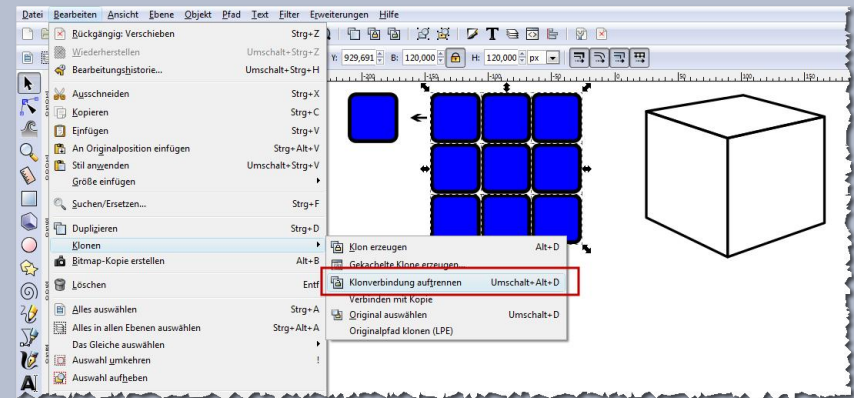 Datei Bearbeiten Ansicht Ebene Objekt Pfad Text Filter Erweiterungen Hilfe
Y: 929,691 B: 120,000 H: 120,000 px
Rückgängig: Verschieben Strg+Z
Wiederherstellen Umschalt+Strg+Z
Bearbeitungshistorie... Umschalt+Strg+H
Ausschneiden Strg+X
Kopieren Strg+C
Einfügen Strg+V
An Originalposition einfügen Strg+Alt+V
Stil anwenden Umschalt+Strg+V
Größe einfügen
Suchen/Ersetzen... Strg+F
Duplizieren Strg+D
Klonen
Bitmap-Kopie erstellen Alt+B
Löschen Entf
Alles auswählen Strg+A
Alles in allen Ebenen auswählen Strg+Alt+A
Das Gleiche auswählen
Auswahl umkehren !
Auswahl aufheben
Klon erzeugen Alt+D
Gekachelte Klone erzeugen...
Klonverbindung auftrennen Umschalt+Alt+D
Verbinden mit Kopie
Original auswählen Umschalt+D
Originalpfad klonen (LPE)